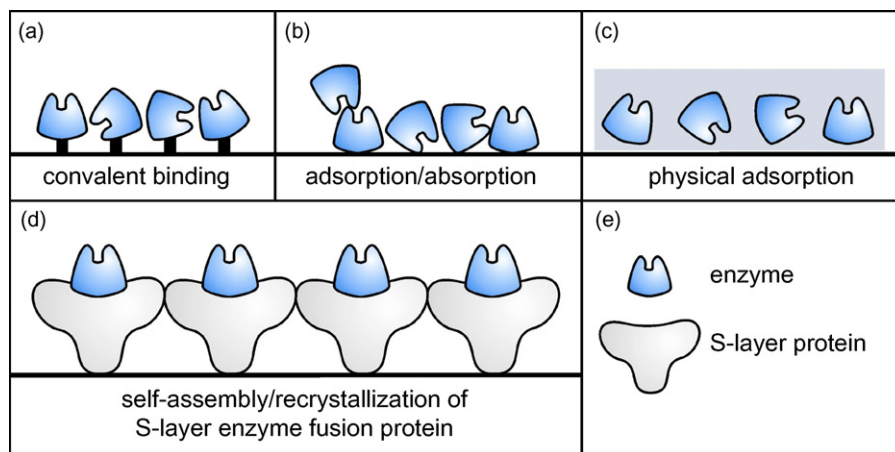 (a)
convalent binding
(b)
adsorption/absorption
(c)
physical adsorption
(d)
self-assembly/recrystallization of
S-layer enzyme fusion protein
(e)
enzyme
S-layer protein